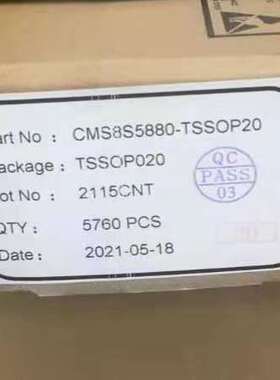 art No : CMS8S5880-TSSOP20
ackage : TSSOP020
ot No : 2115CNT
QTY : 5760 PCS
Date : 2021-05-18
QC
PASS
03